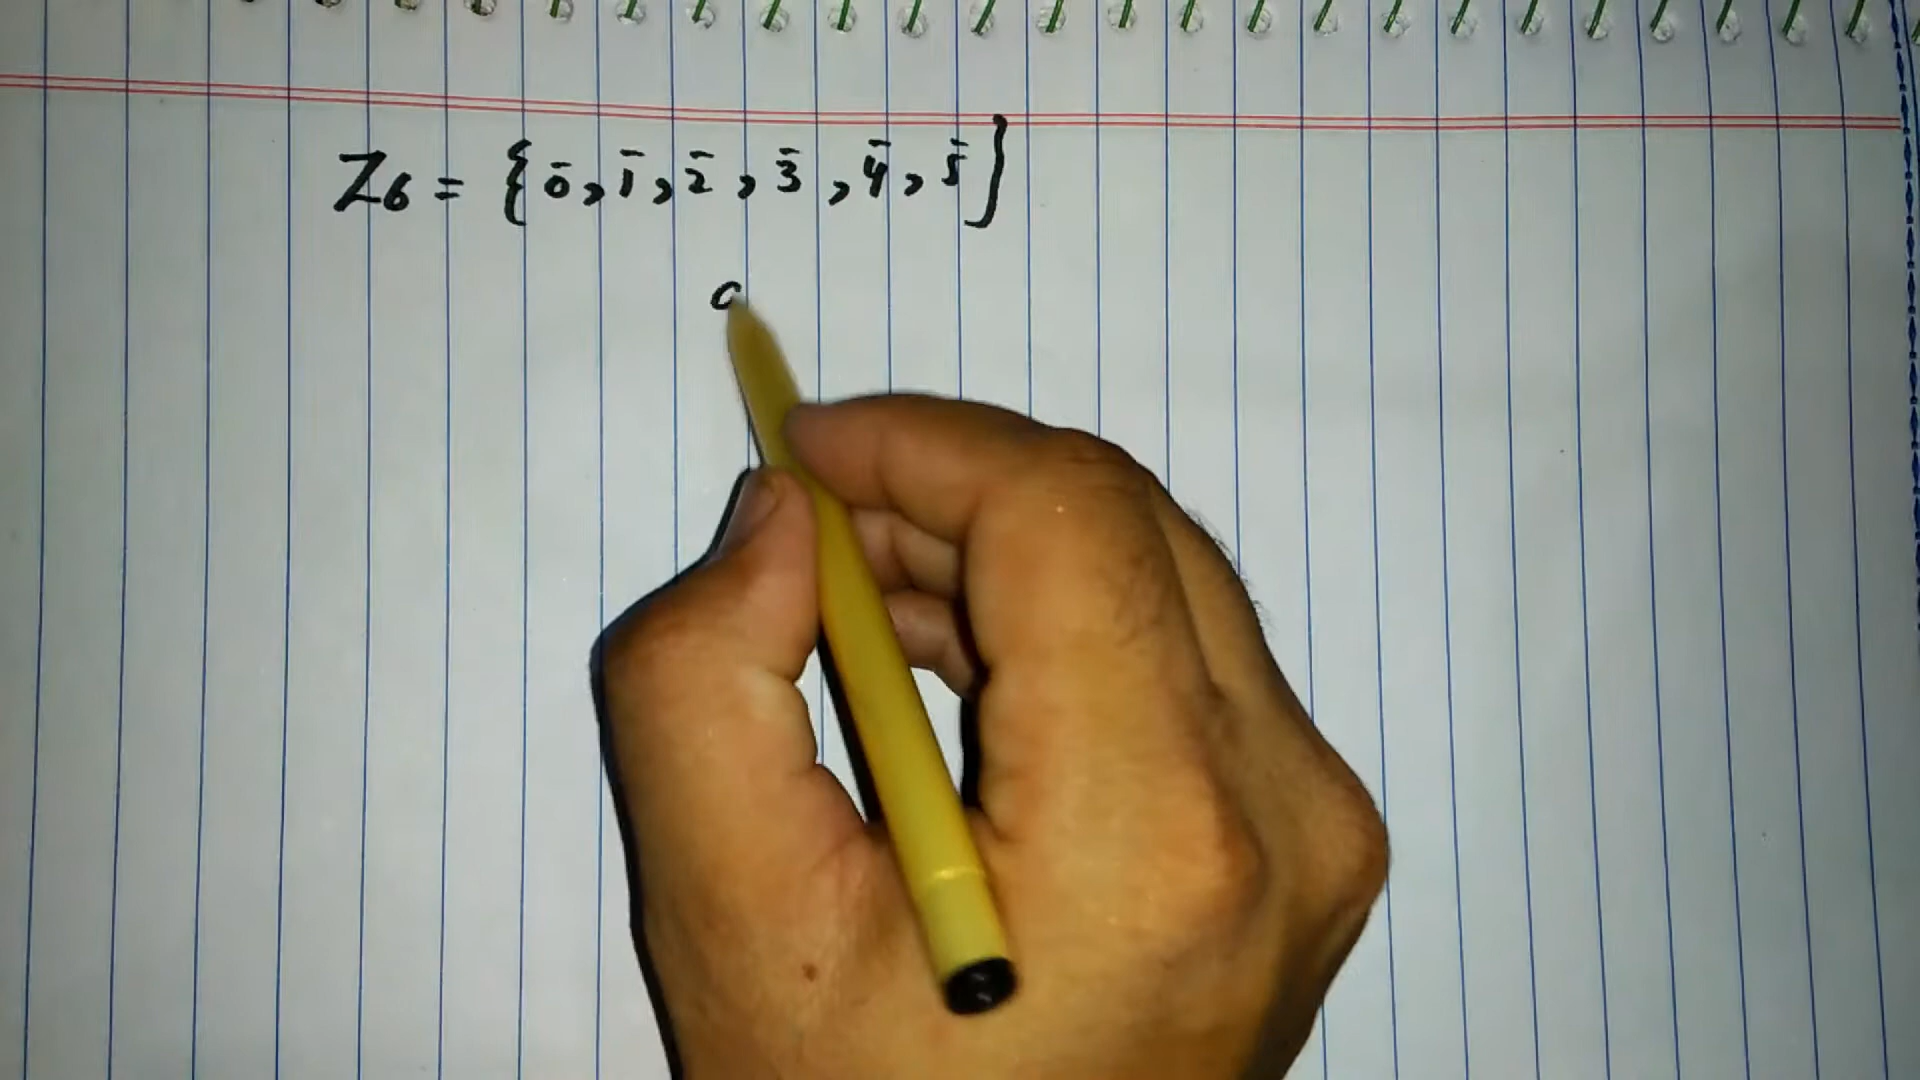 Z6 = {0̄, 1̄, 2̄, 3̄, 4̄, 5̄}